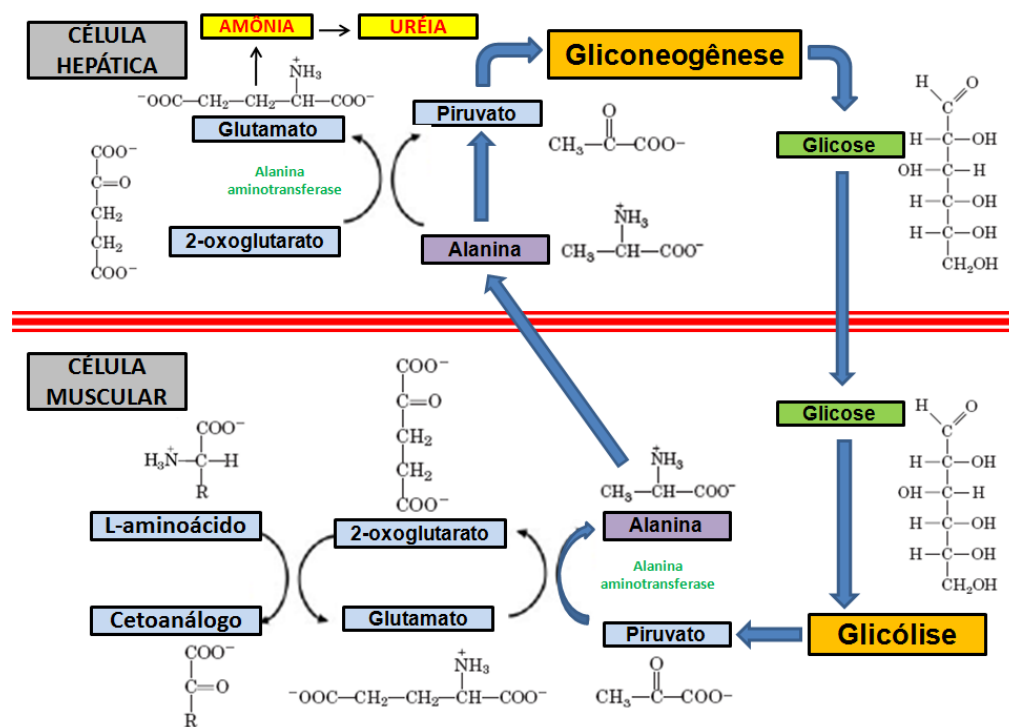 CÉLULA
HEPÁTICA
AMÔNIA
URÉIA
Gliconeogênese
⁻OOC—CH₂—CH₂—CH—COO⁻
⁺NH₃
Glutamato
Piruvato
O
CH₃—C—COO⁻
Glicose
H O
C
H—C—OH
OH—C—H
H—C—OH
H—C—OH
CH₂OH
COO⁻
C=O
CH₂
CH₂
COO⁻
Alanina
aminotransferase
2-oxoglutarato
Alanina
⁺NH₃
CH₃—CH—COO⁻
CÉLULA
MUSCULAR
COO⁻
H₃N⁺—C—H
R
L-aminoácido
COO⁻
C=O
CH₂
CH₂
COO⁻
2-oxoglutarato
⁺NH₃
CH₃—CH—COO⁻
Alanina
Alanina
aminotransferase
Glicose
H O
C
H—C—OH
OH—C—H
H—C—OH
H—C—OH
CH₂OH
Cetoanálogo
COO⁻
C=O
R
Glutamato
⁺NH₃
⁻OOC—CH₂—CH₂—CH—COO⁻
Piruvato
O
CH₃—C—COO⁻
Glicólise